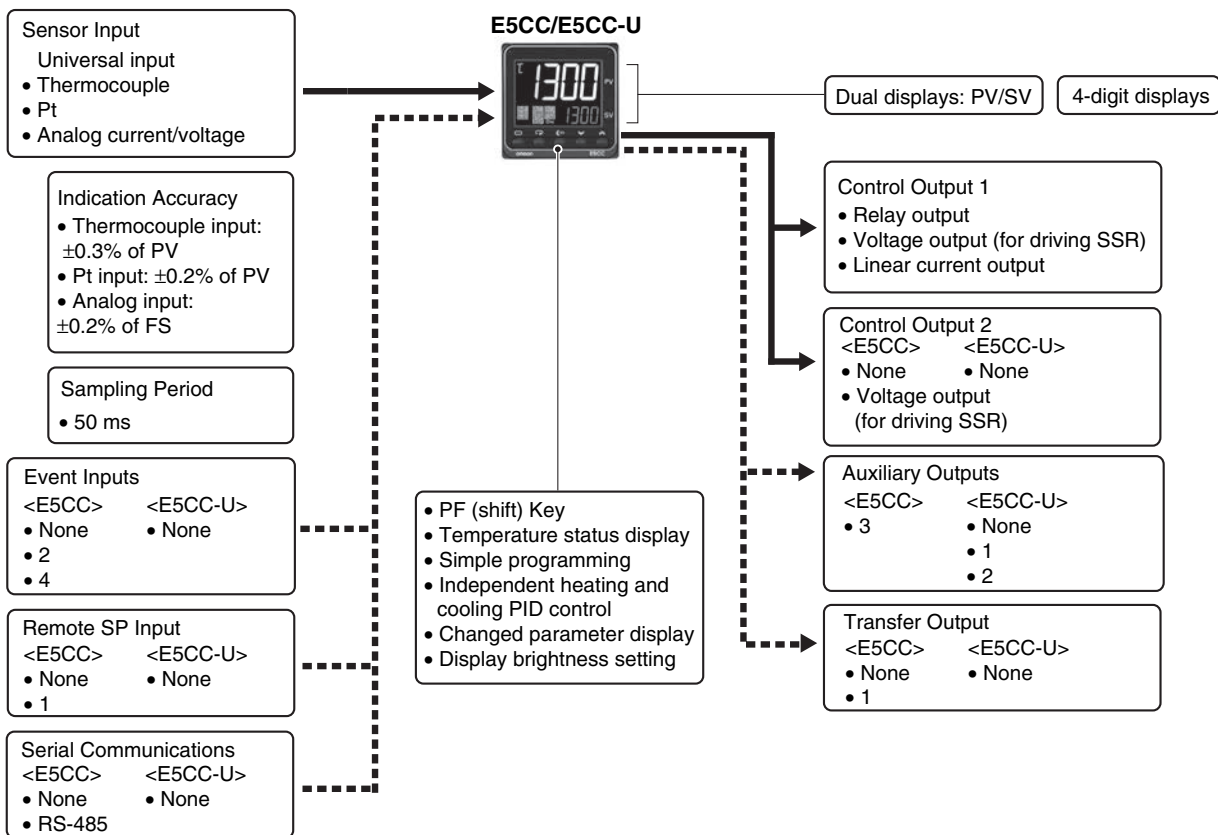 E5CC/E5CC-U
Sensor Input
Universal input
• Thermocouple
• Pt
• Analog current/voltage
Indication Accuracy
• Thermocouple input:
±0.3% of PV
• Pt input: ±0.2% of PV
• Analog input:
±0.2% of FS
Sampling Period
• 50 ms
Event Inputs
<E5CC> <E5CC-U>
• None • None
• 2
• 4
Remote SP Input
<E5CC> <E5CC-U>
• None • None
• 1
Serial Communications
<E5CC> <E5CC-U>
• None • None
• RS-485
1300
PV
1300
SV
omron E5CC
• PF (shift) Key
• Temperature status display
• Simple programming
• Independent heating and
cooling PID control
• Changed parameter display
• Display brightness setting
Dual displays: PV/SV
4-digit displays
Control Output 1
• Relay output
• Voltage output (for driving SSR)
• Linear current output
Control Output 2
<E5CC> <E5CC-U>
• None • None
• Voltage output
(for driving SSR)
Auxiliary Outputs
<E5CC> <E5CC-U>
• 3 • None
• 1
• 2
Transfer Output
<E5CC> <E5CC-U>
• None • None
• 1